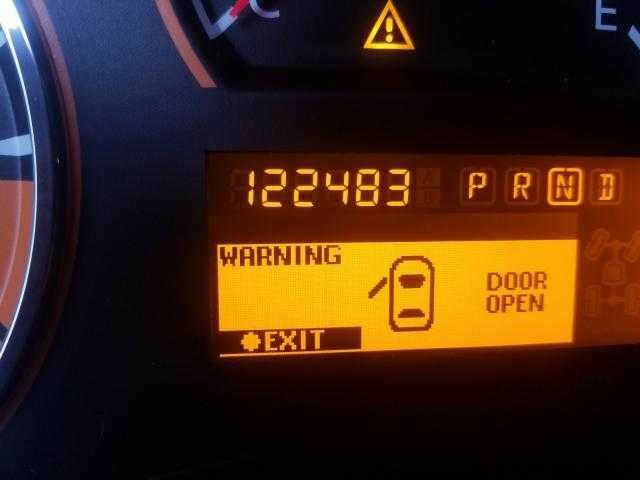 C
E
122483 P R N D
WARNING
DOOR
OPEN
EXIT